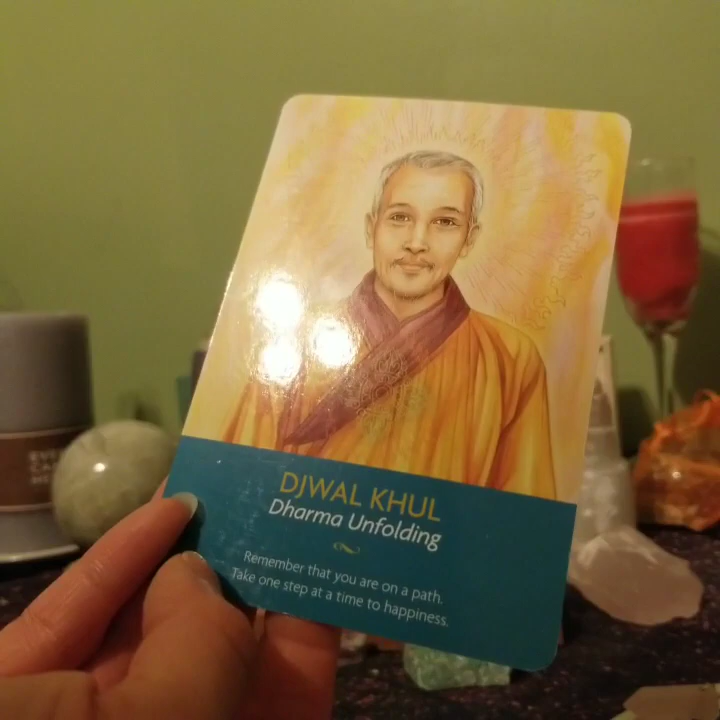 DJWAL KHUL
Dharma Unfolding
Remember that you are on a path.
Take one step at a time to happiness.